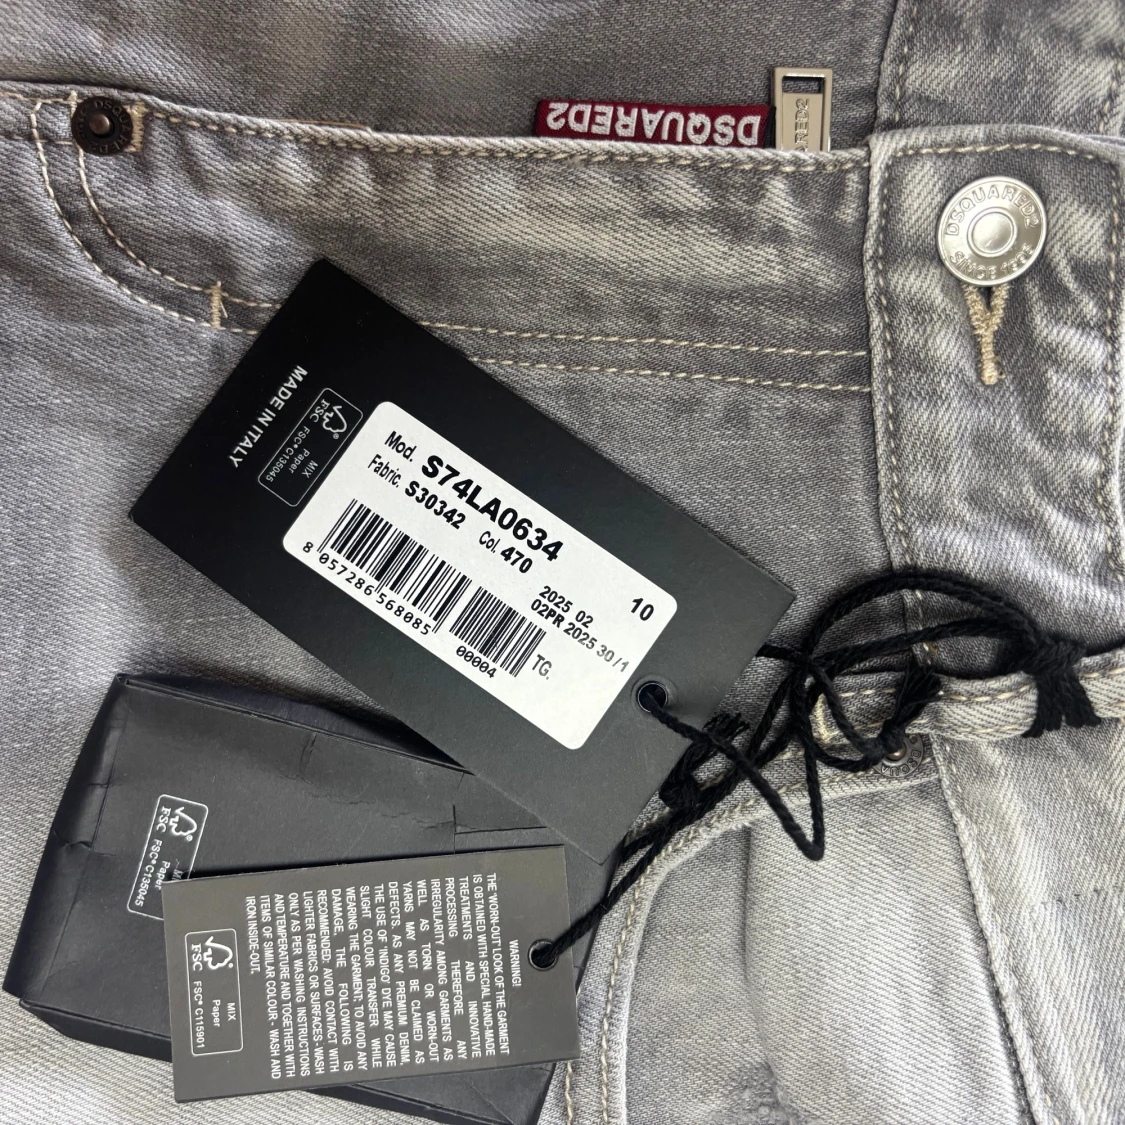 DSQUARED2
DSQUARED2
SINCE 1995
MADE IN ITALY
FSC
MIX
Paper
FSC® C135045
Mod. S74LA0634
Fabric. S30342 Col. 470
8 057286 568085
00004
2025 02
02PR 2025 30/1
10
TG.
FSC
Paper
FSC® C135045
WARNING!
THE 'WORN-OUT' LOOK OF THE GARMENT
IS OBTAINED WITH SPECIAL HAND-MADE
TREATMENTS AND INNOVATIVE
PROCESSING THEREFORE ANY
IRREGULARITY AMONG GARMENTS AS
WELL AS TORN OR WORN-OUT
YARNS MAY NOT BE CLAIMED AS
DEFECTS. AS ANY PREMIUM DENIM,
THE USE OF 'INDIGO' DYE MAY CAUSE
SLIGHT COLOUR TRANSFER WHILE
WEARING THE GARMENT; TO AVOID ANY
DAMAGE, THE FOLLOWING IS
RECOMMENDED: AVOID CONTACT WITH
LIGHTER FABRICS OR SURFACES - WASH
ONLY AS PER WASHING INSTRUCTIONS
AND TEMPERATURE AND TOGETHER WITH
ITEMS OF SIMILAR COLOUR - WASH AND
IRON INSIDE-OUT.
FSC
MIX
Paper
FSC® C115901